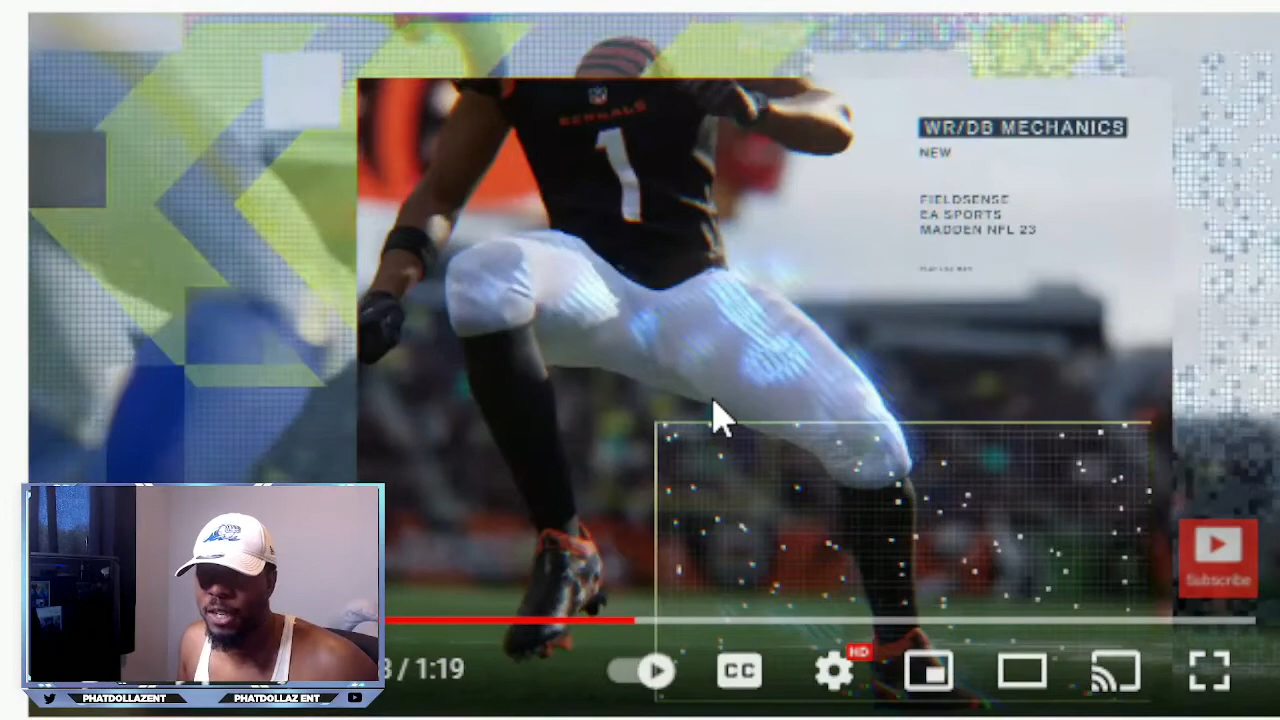 BENGALS
1
WR/DB MECHANICS
NEW
FIELDSENSE
EA SPORTS
MADDEN NFL 23
Subscribe
/ 1:19
CC
HD
PHATDOLLAZENT
PHATDOLLAZ ENT